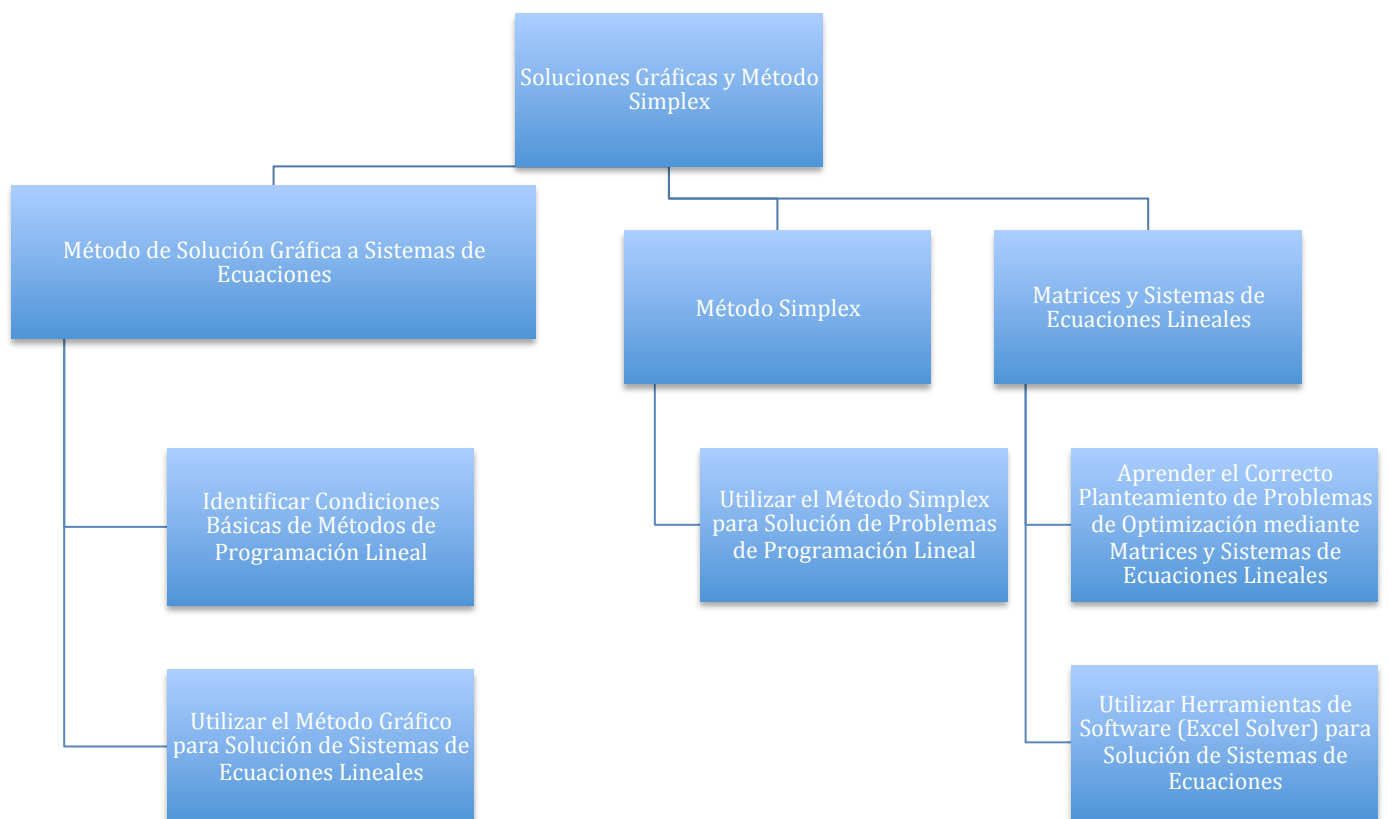 Soluciones Gráficas y Método
Simplex
Método de Solución Gráfica a Sistemas de
Ecuaciones
Método Simplex
Matrices y Sistemas de
Ecuaciones Lineales
Identificar Condiciones
Básicas de Métodos de
Programación Lineal
Utilizar el Método Simplex
para Solución de Problemas
de Programación Lineal
Aprender el Correcto
Planteamiento de Problemas
de Optimización mediante
Matrices y Sistemas de
Ecuaciones Lineales
Utilizar el Método Gráfico
para Solución de Sistemas de
Ecuaciones Lineales
Utilizar Herramientas de
Software (Excel Solver) para
Solución de Sistemas de
Ecuaciones